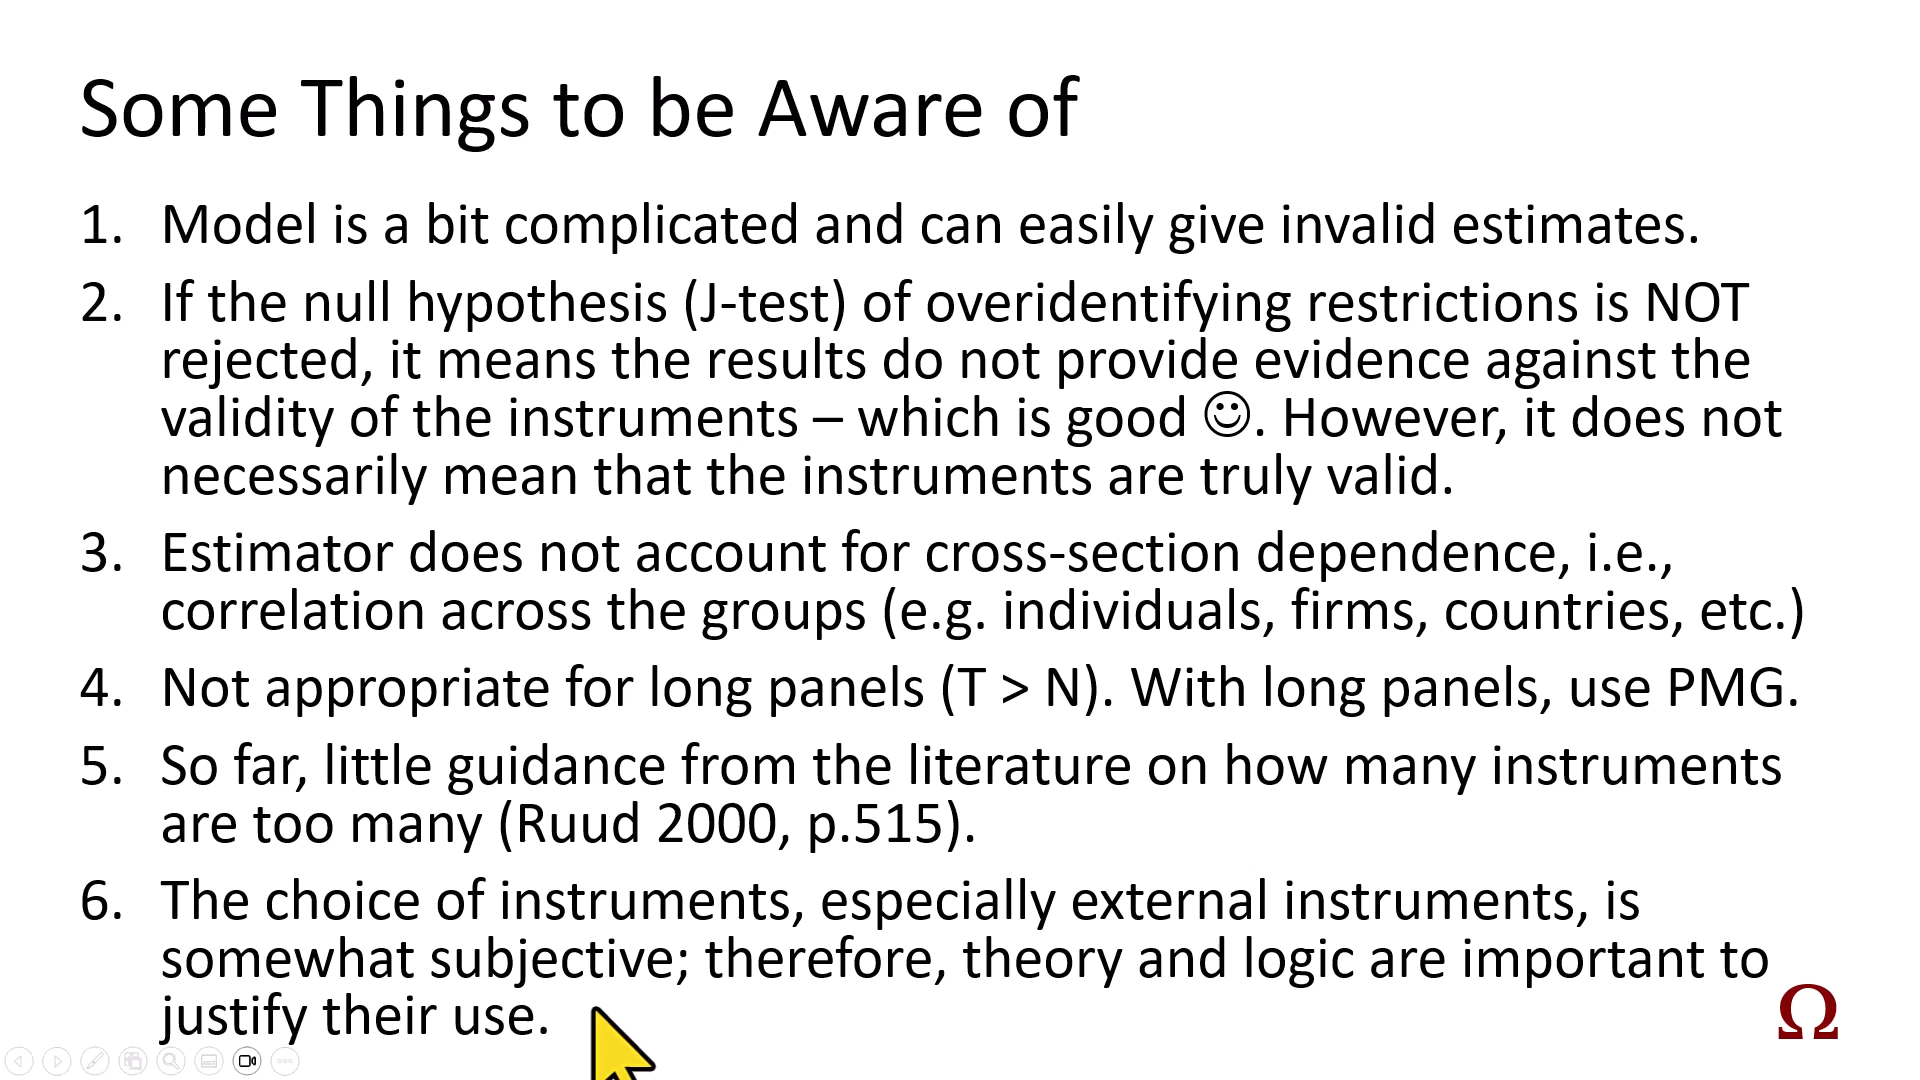 Some Things to be Aware of
1. Model is a bit complicated and can easily give invalid estimates.
2. If the null hypothesis (J-test) of overidentifying restrictions is NOT
rejected, it means the results do not provide evidence against the
validity of the instruments – which is good ☺. However, it does not
necessarily mean that the instruments are truly valid.
3. Estimator does not account for cross-section dependence, i.e.,
correlation across the groups (e.g. individuals, firms, countries, etc.)
4. Not appropriate for long panels (T > N). With long panels, use PMG.
5. So far, little guidance from the literature on how many instruments
are too many (Ruud 2000, p.515).
6. The choice of instruments, especially external instruments, is
somewhat subjective; therefore, theory and logic are important to
justify their use.
Ω